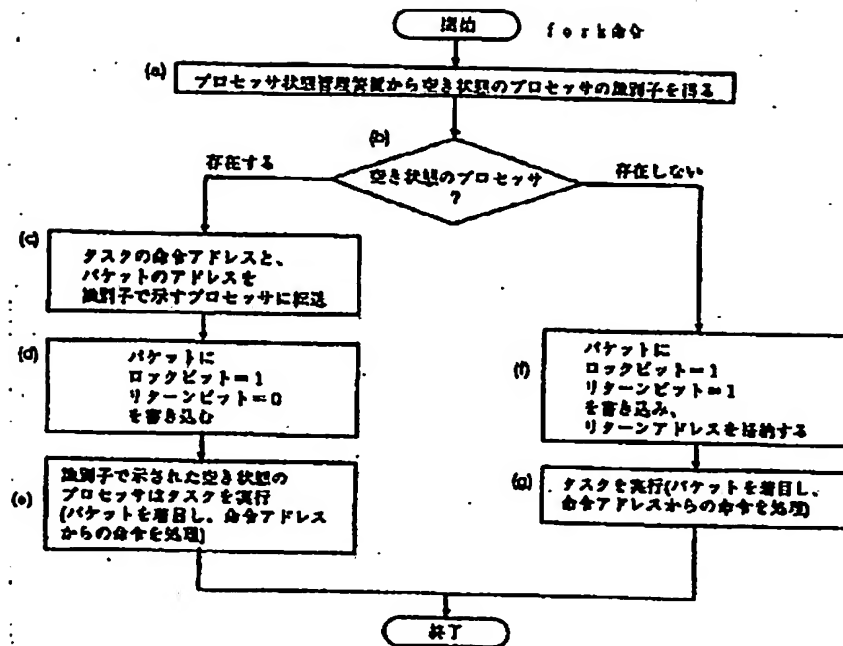 開始
fork命令
(a)
プロセッサ状態管理装置から空き状態のプロセッサの識別子を得る
(b)
空き状態のプロセッサ
?
存在する
存在しない
(c)
タスクの命令アドレスと、
パケットのアドレスを
識別子で示すプロセッサに転送
(d)
パケットに
ロックビット=1
リターンビット=0
を書き込む
(e)
識別子で示された空き状態の
プロセッサはタスクを実行
(パケットを着目し、命令アドレス
からの命令を処理)
(f)
パケットに
ロックビット=1
リターンビット=1
を書き込み、
リターンアドレスを格納する
(g)
タスクを実行(パケットを着目し、
命令アドレスからの命令を処理)
終了